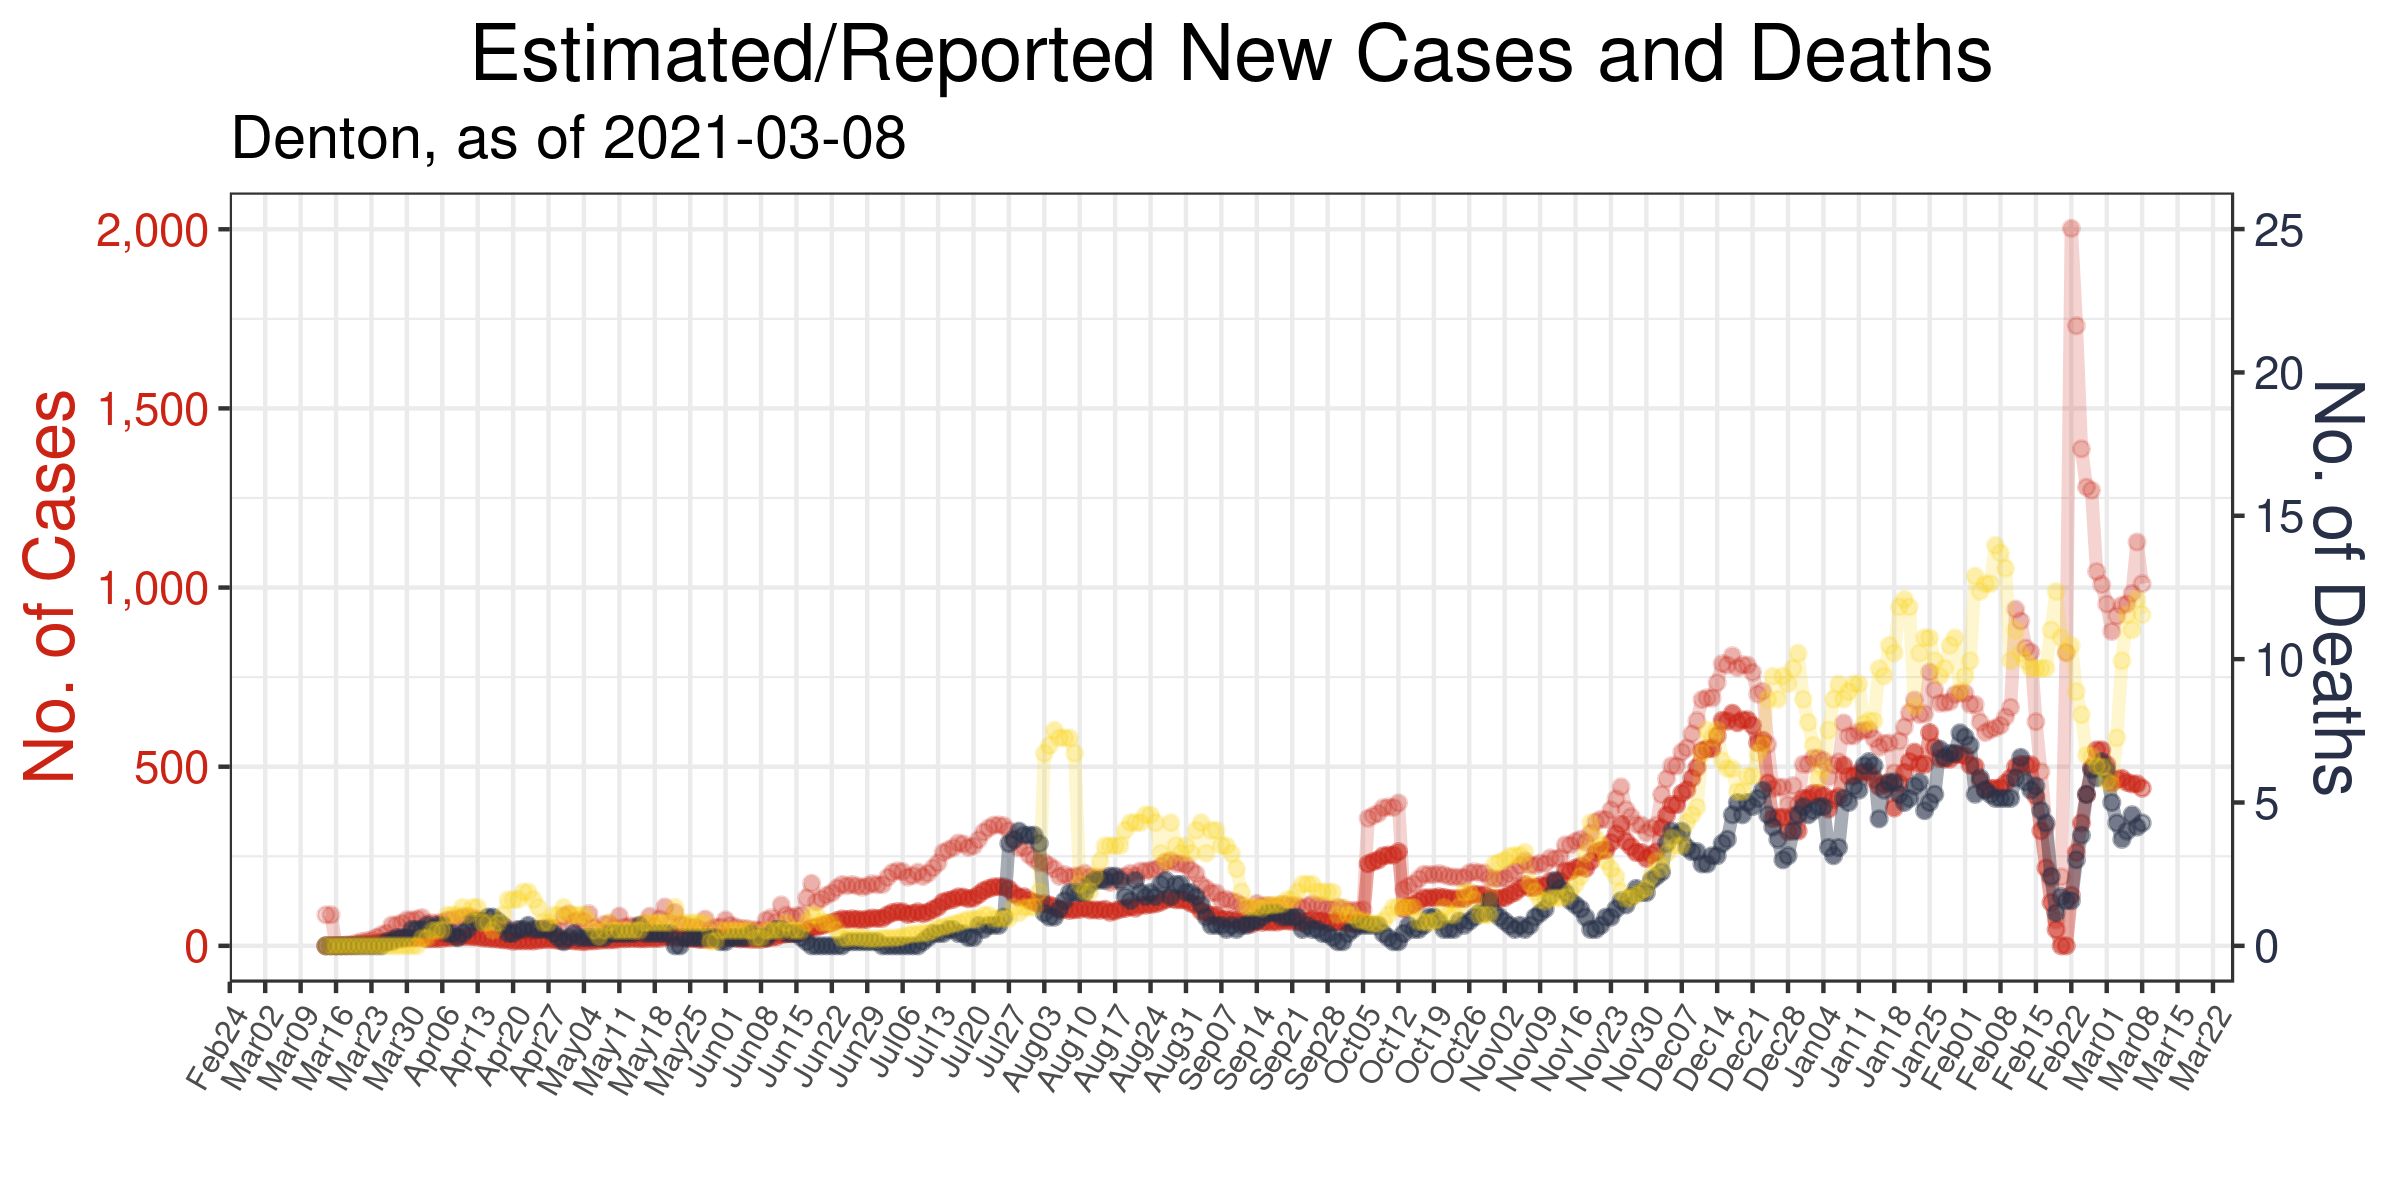 Estimated/Reported New Cases and Deaths
Denton, as of 2021-03-08
No. of Cases
2,000
1,500
1,000
500
0
25
20
15
10
5
0
No. of Deaths
Feb24
Mar02
Mar09
Mar16
Mar23
Mar30
Apr06
Apr13
Apr20
Apr27
May04
May11
May18
May25
Jun01
Jun08
Jun15
Jun22
Jun29
Jul06
Jul13
Jul20
Jul27
Aug03
Aug10
Aug17
Aug24
Aug31
Sep07
Sep14
Sep21
Sep28
Oct05
Oct12
Oct19
Oct26
Nov02
Nov09
Nov16
Nov23
Nov30
Dec07
Dec14
Dec21
Dec28
Jan04
Jan11
Jan18
Jan25
Feb01
Feb08
Feb15
Feb22
Mar01
Mar08
Mar15
Mar22